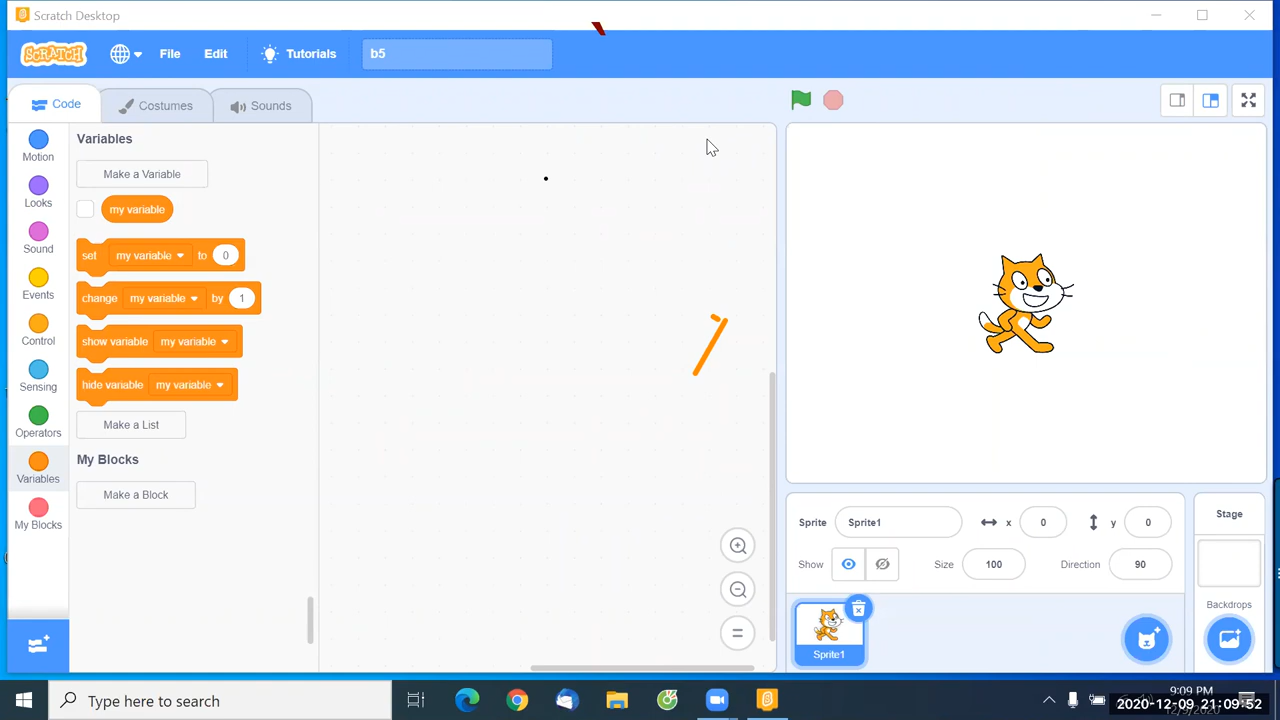 Scratch Desktop
SCRATCH File Edit Tutorials b5
Code Costumes Sounds
Motion
Looks
Sound
Events
Control
Sensing
Operators
Variables
My Blocks
Variables
Make a Variable
my variable
set my variable to 0
change my variable by 1
show variable my variable
hide variable my variable
Make a List
My Blocks
Make a Block
Sprite Sprite1 x 0 y 0
Show Size 100 Direction 90
Sprite1
Stage
Backdrops
Type here to search
9:09 PM
2020-12-09 21:09:52